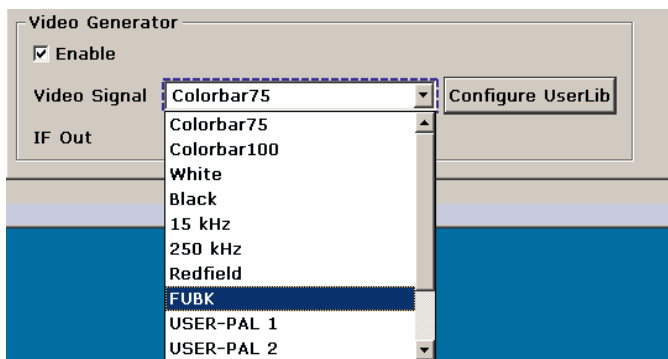 Video Generator
Enable
Video Signal Colorbar75 Configure UserLib
IF Out
Colorbar75
Colorbar100
White
Black
15 kHz
250 kHz
Redfield
FUBK
USER-PAL 1
USER-PAL 2